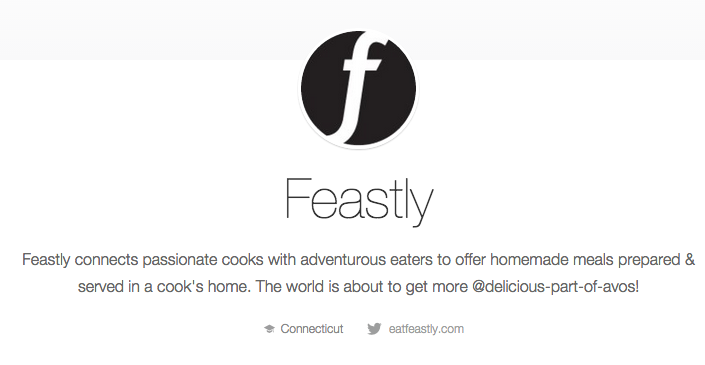 f
Feastly
Feastly connects passionate cooks with adventurous eaters to offer homemade meals prepared &
served in a cook's home. The world is about to get more @delicious-part-of-avos!
Connecticut eatfeastly.com